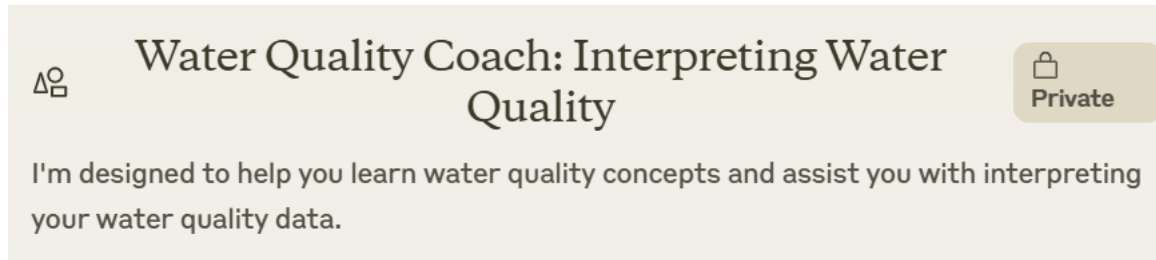 Water Quality Coach: Interpreting Water
Quality
Private
I'm designed to help you learn water quality concepts and assist you with interpreting
your water quality data.